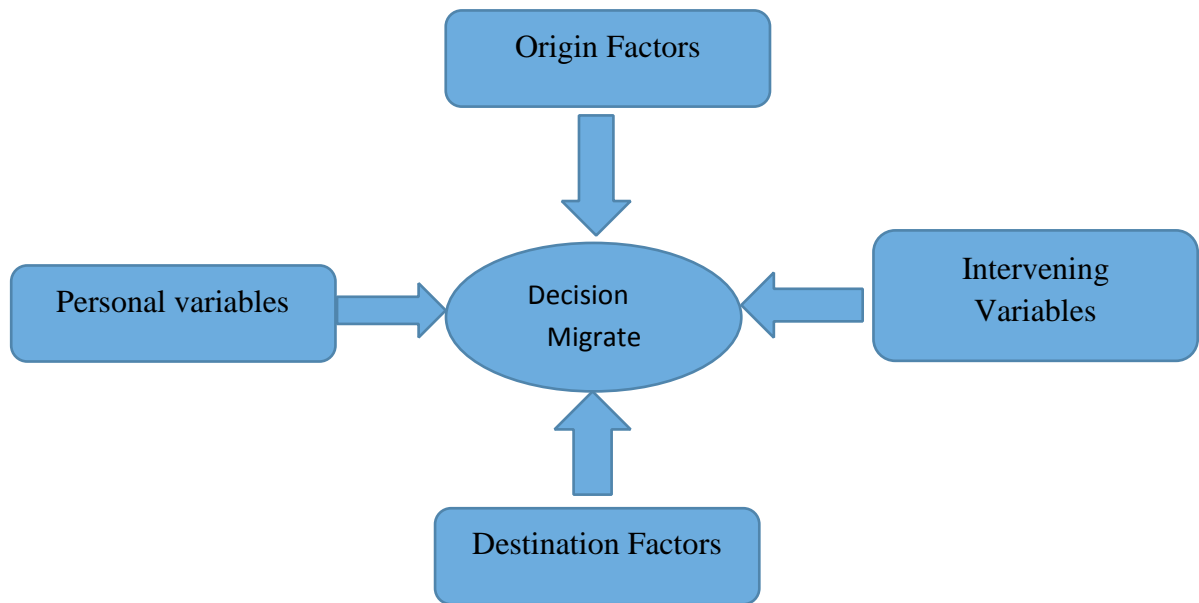 Origin Factors
Personal variables
Decision
Migrate
Intervening
Variables
Destination Factors